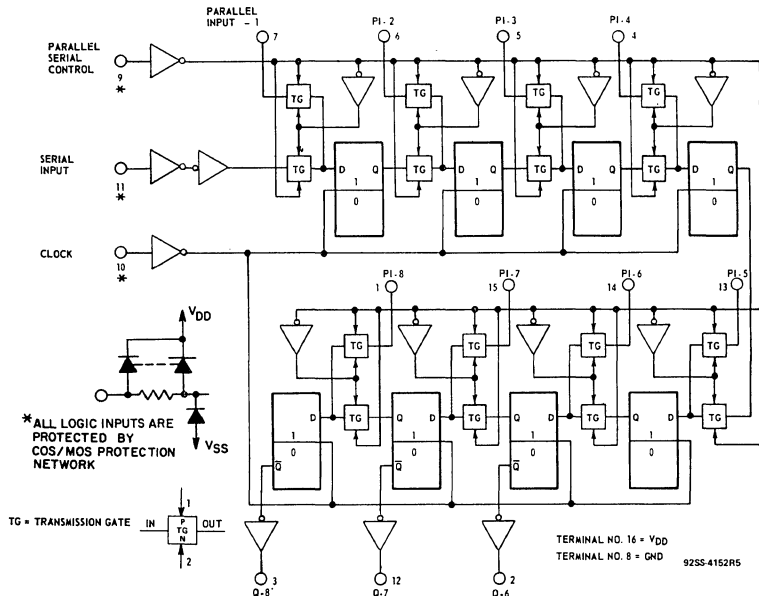 PARALLEL
INPUT - 1
7
PI-2
6
PI-3
5
PI-4
4
PARALLEL
SERIAL
CONTROL
9
*
TG
TG
TG
TG
SERIAL
INPUT
11
*
TG
TG
TG
TG
D Q
1
0
D Q
1
0
D Q
1
0
D Q
1
0
CLOCK
10
*
PI-8
1
PI-7
15
PI-6
14
PI-5
13
TG
TG
TG
TG
TG
TG
TG
TG
D
1
0
Q̅
Q D
1
0
Q̅
Q D
1
0
Q̅
Q D
1
0
VDD
VSS
*ALL LOGIC INPUTS ARE
PROTECTED BY
COS/MOS PROTECTION
NETWORK
TG = TRANSMISSION GATE
1
IN
P
TG
N
OUT
2
3
Q-8
12
Q-7
2
Q-6
TERMINAL NO. 16 = VDD
TERMINAL NO. 8 = GND
92SS-4152R5